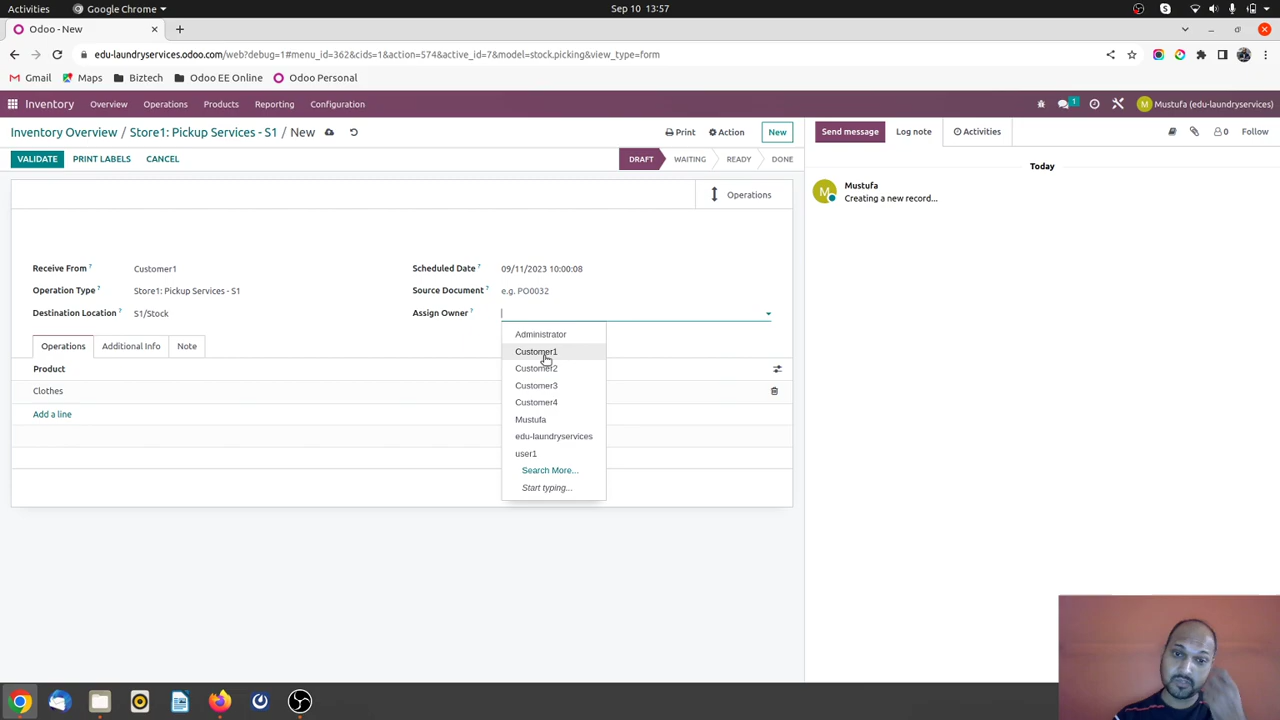 Activities
Google Chrome
Sep 10 13:57
Odoo - New
edu-laundryservices.odoo.com/web?debug=1#menu_id=362&cids=1&action=574&active_id=7&model=stock.picking&view_type=form
Gmail Maps Biztech Odoo EE Online Odoo Personal
Inventory Overview Operations Products Reporting Configuration
1
M Mustufa (edu-laundryservices)
Inventory Overview / Store1: Pickup Services - S1 / New
Print Action New
Send message Log note Activities 0 Follow
VALIDATE PRINT LABELS CANCEL
DRAFT WAITING READY DONE
Today
Operations
M Mustufa
Creating a new record...
Receive From ? Customer1
Scheduled Date ? 09/11/2023 10:00:08
Operation Type ? Store1: Pickup Services - S1
Source Document ? e.g. PO0032
Destination Location ? S1/Stock
Assign Owner ?
Administrator
Customer1
Customer2
Customer3
Customer4
Mustufa
edu-laundryservices
user1
Search More...
Start typing...
Operations Additional Info Note
Product
Clothes
Add a line